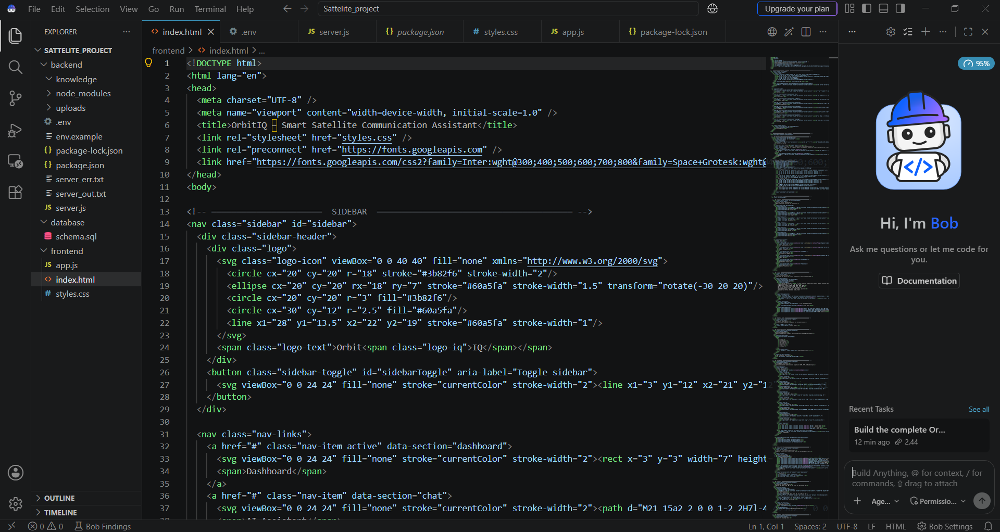 File Edit Selection View Go Run Terminal Help
Sattelite_project
Upgrade your plan
EXPLORER
SATTELITE_PROJECT
backend
knowledge
node_modules
uploads
.env
env.example
package-lock.json
package.json
server_err.txt
server_out.txt
server.js
database
schema.sql
frontend
app.js
index.html
styles.css
OUTLINE
TIMELINE
index.html .env server.js package.json styles.css app.js package-lock.json
frontend > index.html > ...
1 <!DOCTYPE html>
2 <html lang="en">
3 <head>
4 <meta charset="UTF-8" />
5 <meta name="viewport" content="width=device-width, initial-scale=1.0" />
6 <title>OrbitIQ – Smart Satellite Communication Assistant</title>
7 <link rel="stylesheet" href="styles.css" />
8 <link rel="preconnect" href="https://fonts.googleapis.com" />
9 <link href="https://fonts.googleapis.com/css2?family=Inter:wght@300;400;500;600;700;800&family=Space+Grotesk:wght@
10 </head>
11 <body>
12
13 <!-- ══════════════════════ SIDEBAR ═══════════════════════════════════════ -->
14 <nav class="sidebar" id="sidebar">
15 <div class="sidebar-header">
16 <div class="logo">
17 <svg class="logo-icon" viewBox="0 0 40 40" fill="none" xmlns="http://www.w3.org/2000/svg">
18 <circle cx="20" cy="20" r="18" stroke="#3b82f6" stroke-width="2"/>
19 <ellipse cx="20" cy="20" rx="18" ry="7" stroke="#60a5fa" stroke-width="1.5" transform="rotate(-30 20 20)"/>
20 <circle cx="20" cy="20" r="3" fill="#3b82f6"/>
21 <circle cx="30" cy="12" r="2.5" fill="#60a5fa"/>
22 <line x1="28" y1="13.5" x2="22" y2="19" stroke="#60a5fa" stroke-width="1"/>
23 </svg>
24 <span class="logo-text">Orbit<span class="logo-iq">IQ</span></span>
25 </div>
26 <button class="sidebar-toggle" id="sidebarToggle" aria-label="Toggle sidebar">
27 <svg viewBox="0 0 24 24" fill="none" stroke="currentColor" stroke-width="2"><line x1="3" y1="12" x2="21" y2="1
28 </button>
29 </div>
30
31 <nav class="nav-links">
32 <a href="#" class="nav-item active" data-section="dashboard">
33 <svg viewBox="0 0 24 24" fill="none" stroke="currentColor" stroke-width="2"><rect x="3" y="3" width="7" height
34 <span>Dashboard</span>
35 </a>
36 <a href="#" class="nav-item" data-section="chat">
37 <svg viewBox="0 0 24 24" fill="none" stroke="currentColor" stroke-width="2"><path d="M21 15a2 2 0 0 1-2 2H7l-4
38 <span>AI Assistant</span>
95%
</>
Hi, I'm Bob
Ask me questions or let me code for
you.
Documentation
Recent Tasks See all
Build the complete Or...
12 min ago 2.44
Build Anything, @ for context, / for
commands, ⇧ drag to attach
Age... Permissio...
0 0 Bob Findings
Ln 1, Col 1 Spaces: 2 UTF-8 LF HTML Bob Settings